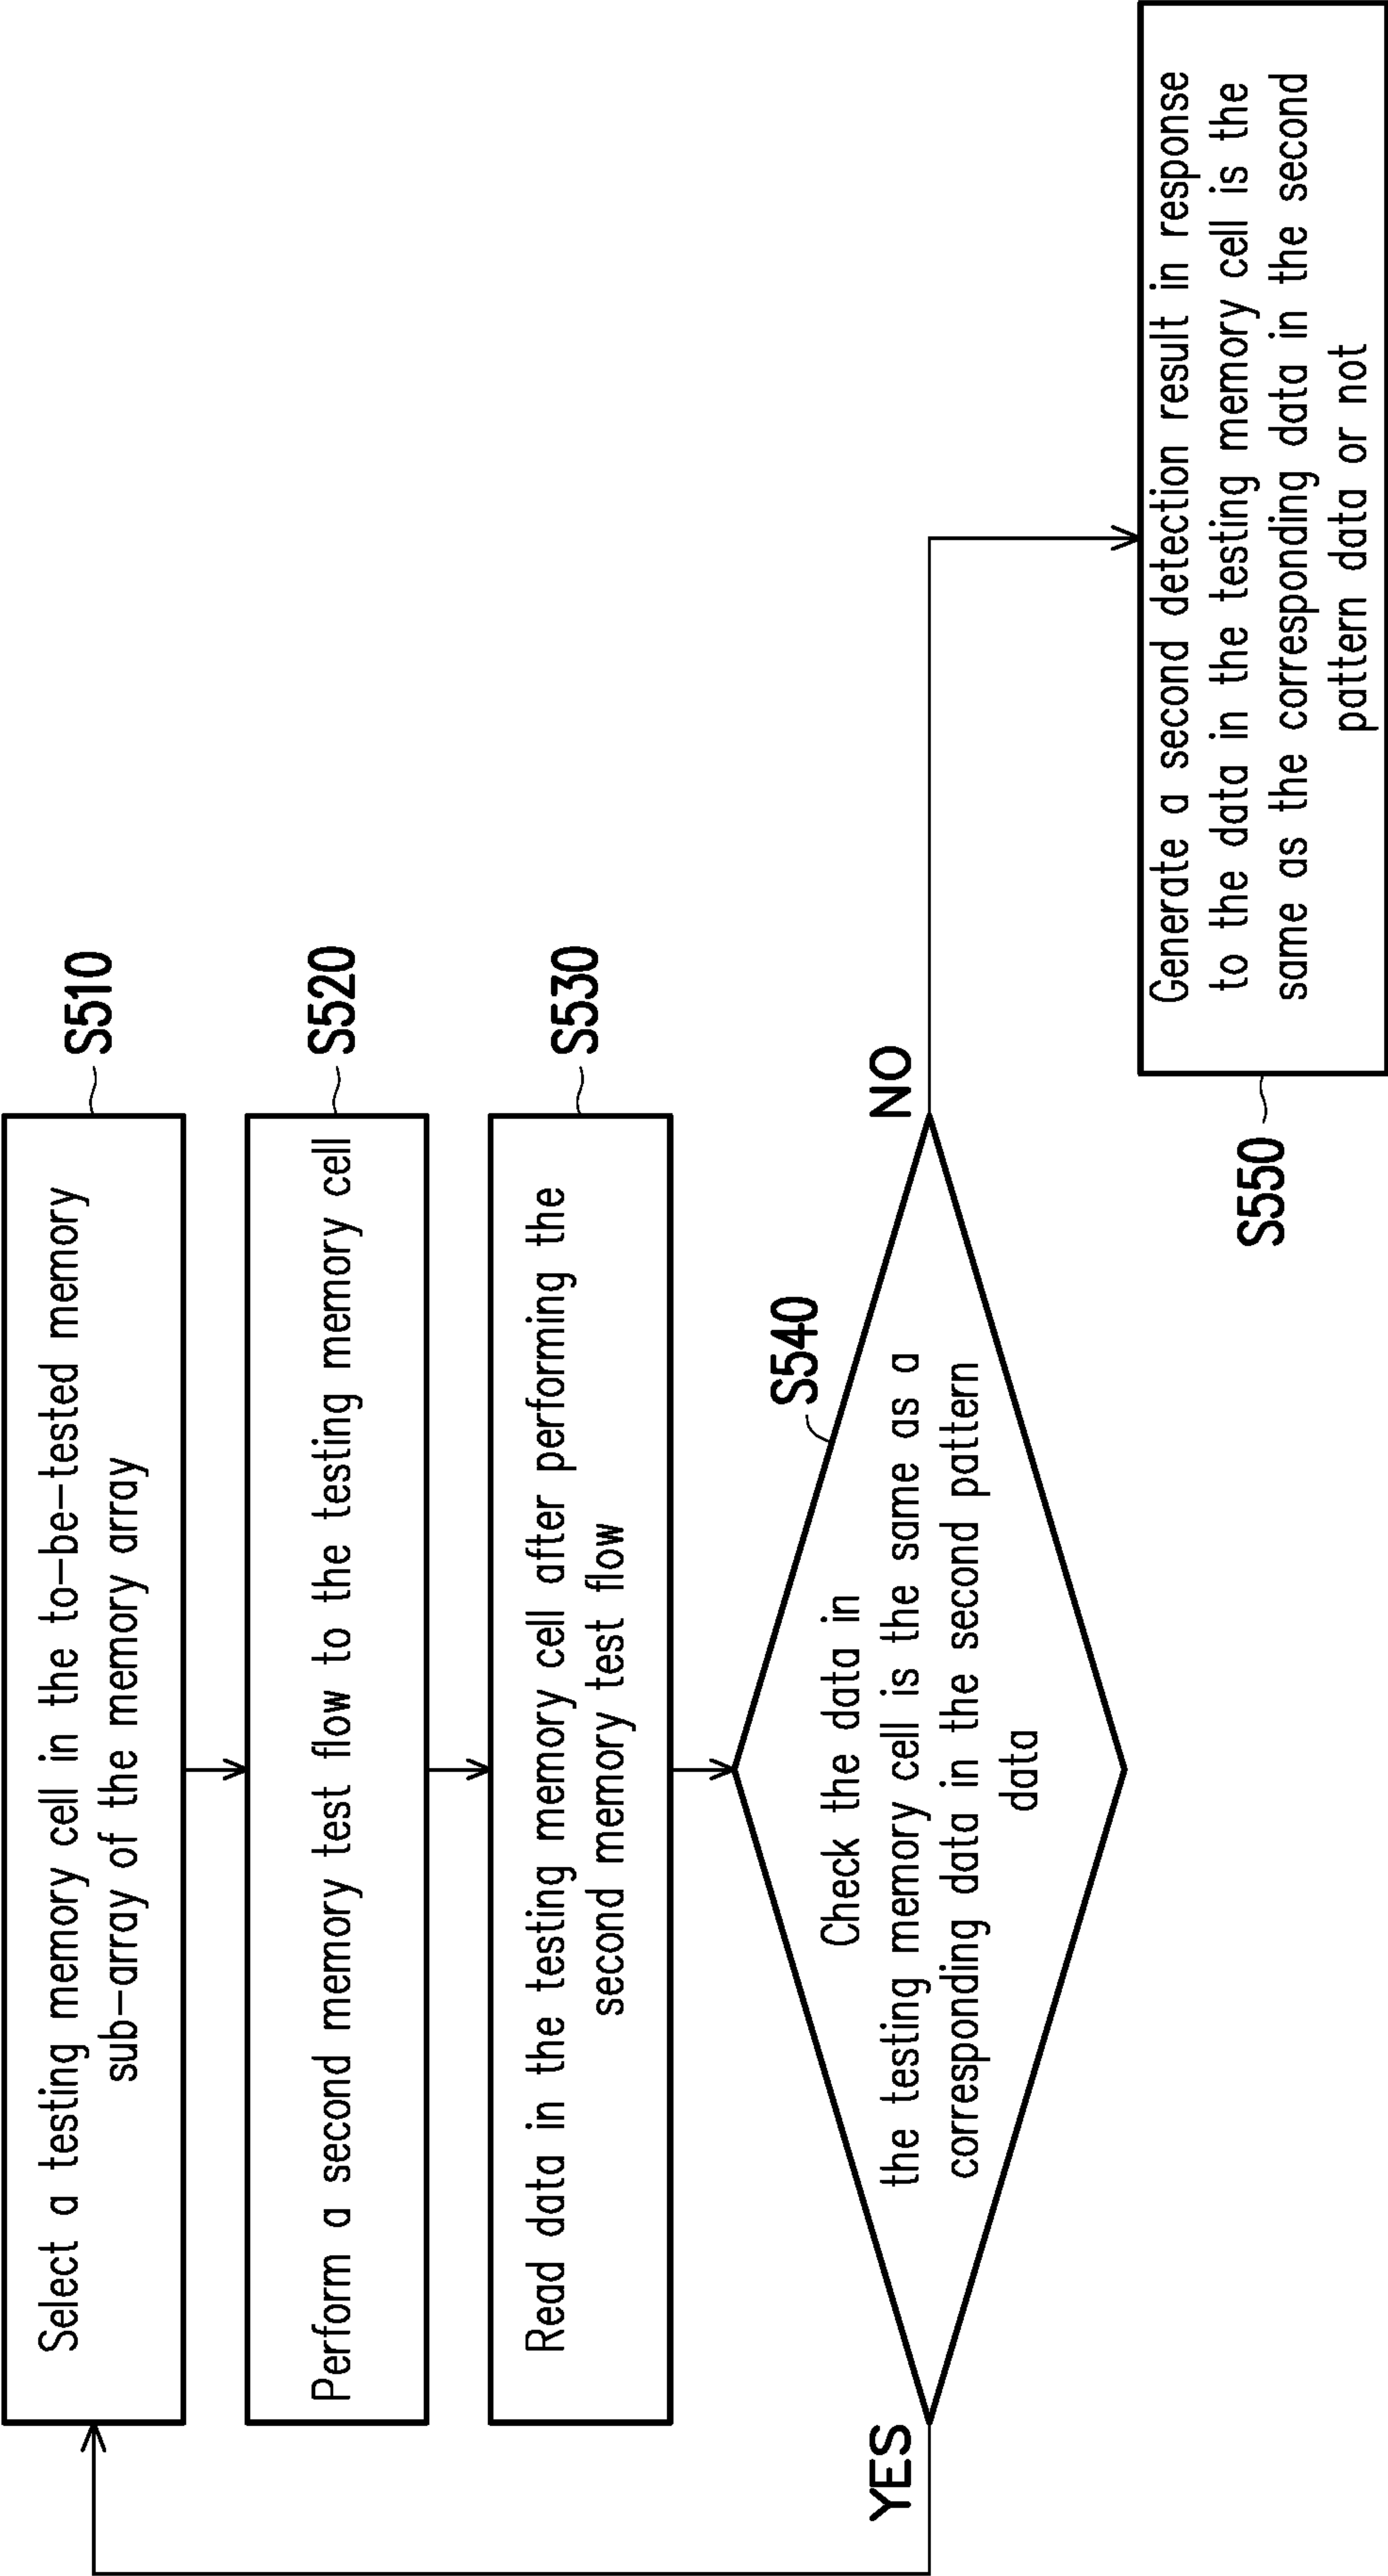 Select a testing memory cell in the to-be-tested memory
sub-array of the memory array
S510
Perform a second memory test flow to the testing memory cell
S520
Read data in the testing memory cell after performing the
second memory test flow
S530
S540
Check the data in
the testing memory cell is the same as a
corresponding data in the second pattern
data
YES
NO
Generate a second detection result in response
to the data in the testing memory cell is the
same as the corresponding data in the second
pattern data or not
S550